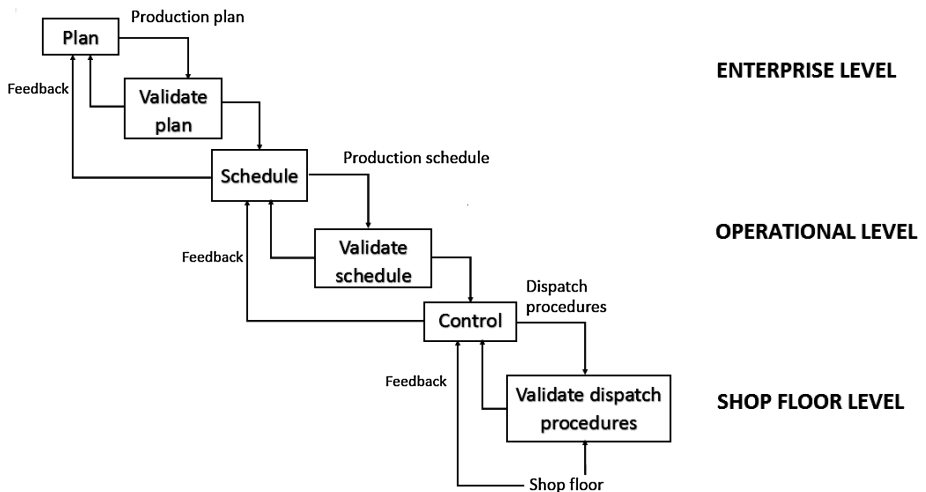 Production plan
Plan
ENTERPRISE LEVEL
Feedback
Validate
plan
Production schedule
Schedule
OPERATIONAL LEVEL
Validate
schedule
Feedback
Dispatch
procedures
Control
Feedback
Validate dispatch
procedures
SHOP FLOOR LEVEL
Shop floor